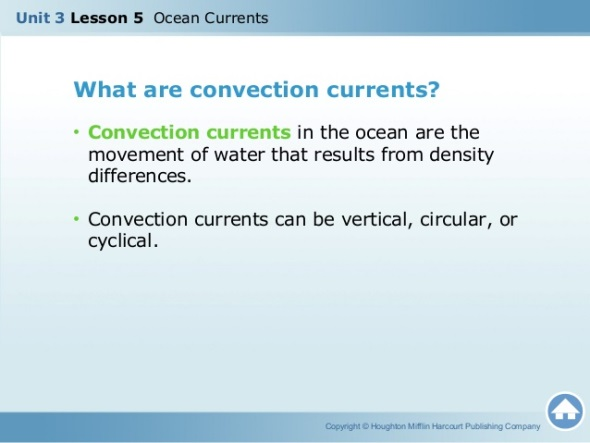 Unit 3 Lesson 5 Ocean Currents
What are convection currents?
• Convection currents in the ocean are the
movement of water that results from density
differences.
• Convection currents can be vertical, circular, or
cyclical.
Copyright © Houghton Mifflin Harcourt Publishing Company